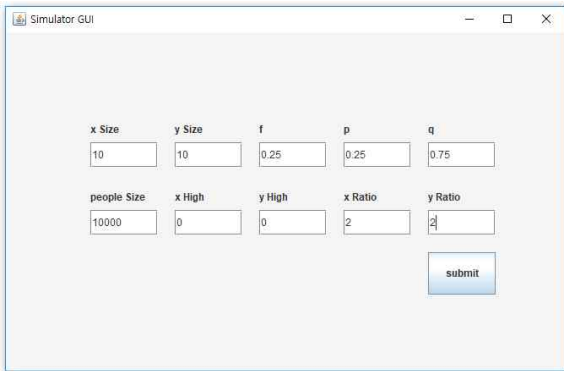 Simulator GUI
x Size y Size f p q
10 10 0.25 0.25 0.75
people Size x High y High x Ratio y Ratio
10000 0 0 2 2
submit